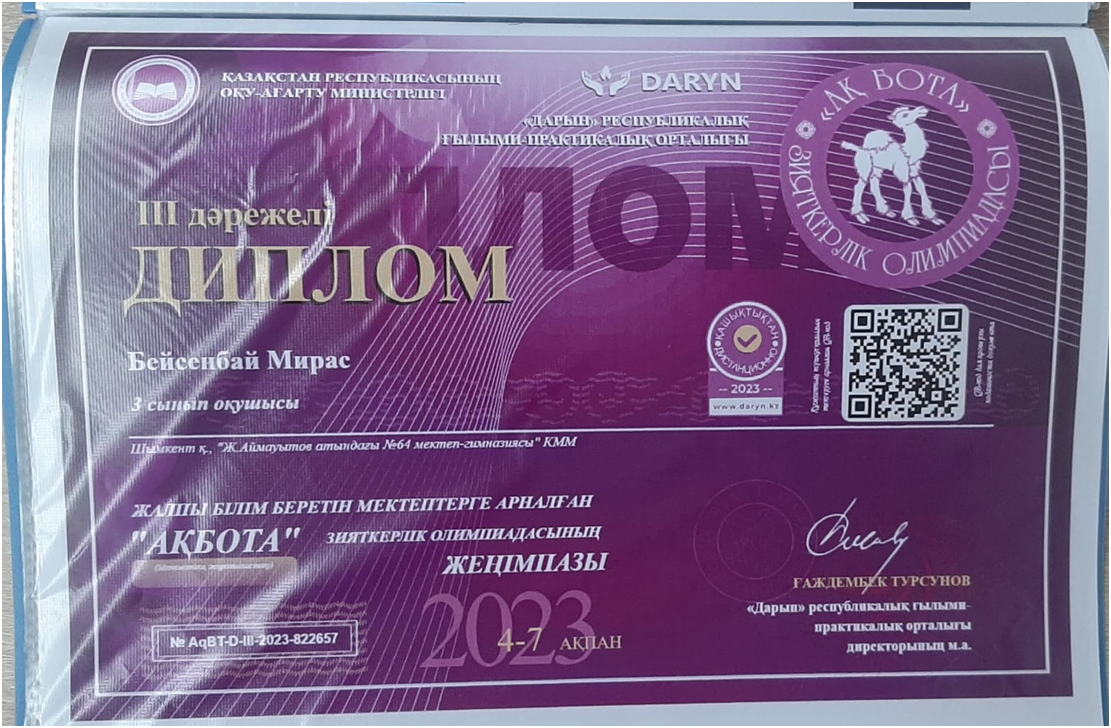 ҚАЗАҚСТАН РЕСПУБЛИКАСЫНЫҢ
ОҚУ-АҒАРТУ МИНИСТРЛІГІ
DARYN
«ДАРЫН» РЕСПУБЛИКАЛЫҚ
ҒЫЛЫМИ-ПРАКТИКАЛЫҚ ОРТАЛЫҒЫ
«АҚ БОТА»
ЗИЯТКЕРЛІК ОЛИМПИАДАСЫ
ІІІ дәрежелі
ДИПЛОМ
Бейсенбай Мирас
3 сынып оқушысы
ҚАШЫҚТЫҚТАН
ДИСТАНЦИОННО
-- 2023 --
www.daryn.kz
Шымкент қ., "Ж.Аймауытов атындағы №64 мектеп-гимназиясы" КММ
ЖАЛПЫ БІЛІМ БЕРЕТІН МЕКТЕПТЕРГЕ АРНАЛҒАН
"АҚБОТА" ЗИЯТКЕРЛІК ОЛИМПИАДАСЫНЫҢ
ЖЕҢІМПАЗЫ
№ AqBT-D-III-2023-822657
2023
4-7 АҚПАН
ҒАЖДЕМБЕК ТУРСУНОВ
«Дарын» республикалық ғылыми-
практикалық орталығы
директорының м.а.